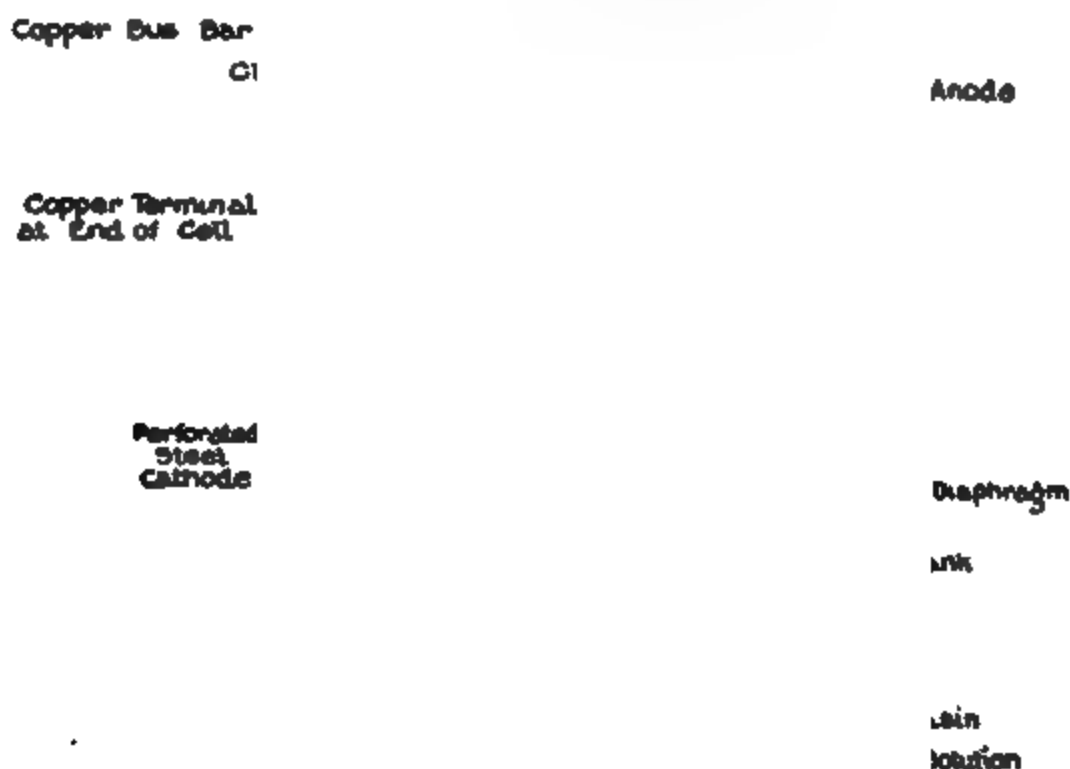 Copper Bus Bar
Cl
Anode
Copper Terminal
at End of Cell
Perforated
Steel
Cathode
Diaphragm